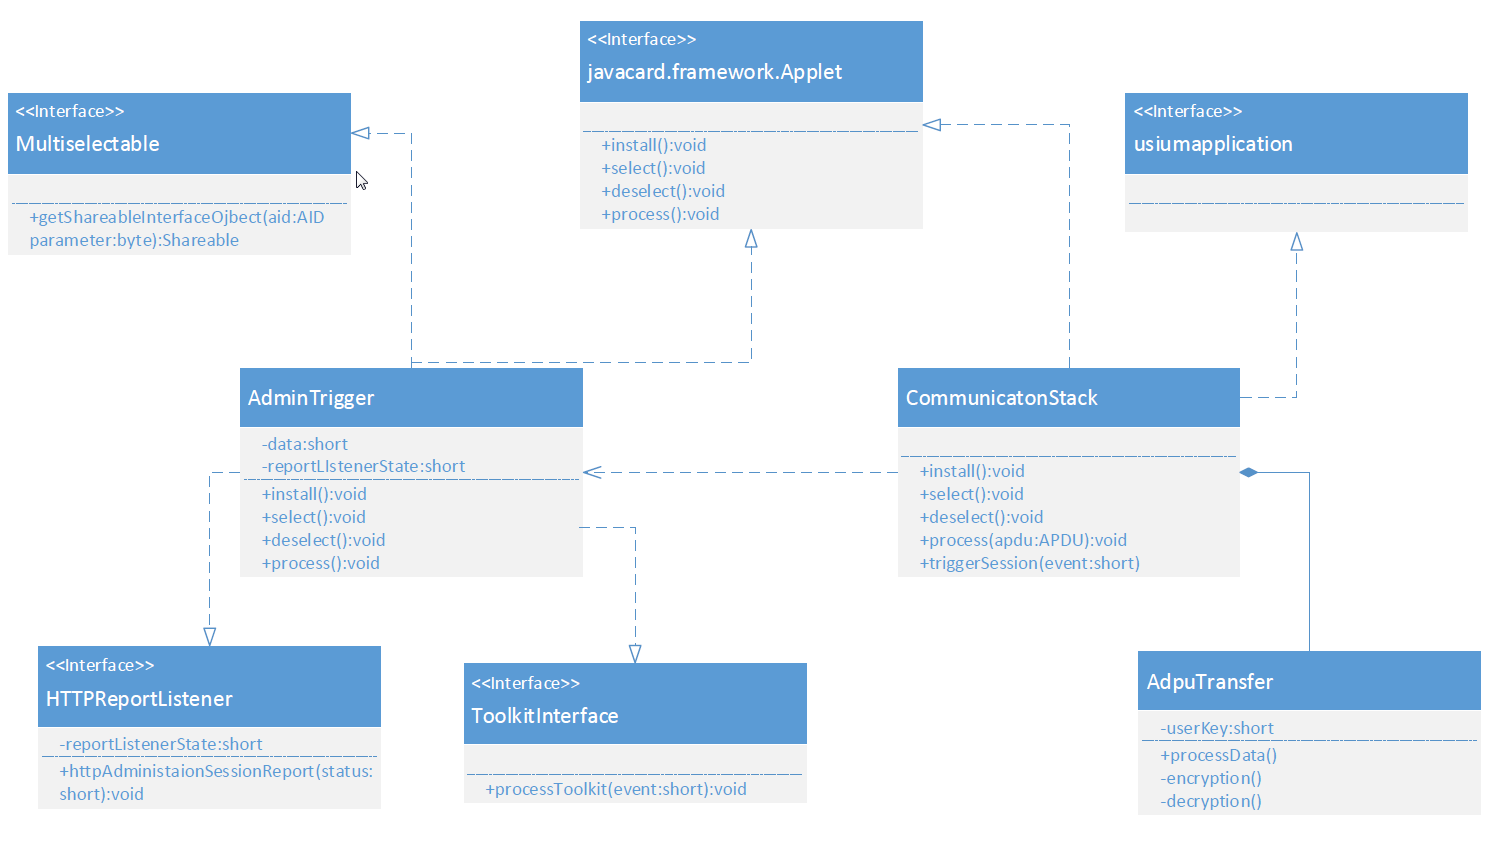 <<Interface>>
javacard.framework.Applet
+install():void
+select():void
+deselect():void
+process():void
<<Interface>>
Multiselectable
+getShareableInterfaceOjbect(aid:AID
parameter:byte):Shareable
<<Interface>>
usiumapplication
AdminTrigger
-data:short
-reportLIstenerState:short
+install():void
+select():void
+deselect():void
+process():void
CommunicatonStack
+install():void
+select():void
+deselect():void
+process(apdu:APDU):void
+triggerSession(event:short)
<<Interface>>
HTTPReportListener
-reportListenerState:short
+httpAdministaionSessionReport(status:
short):void
<<Interface>>
ToolkitInterface
+processToolkit(event:short):void
AdpuTransfer
-userKey:short
+processData()
-encryption()
-decryption()